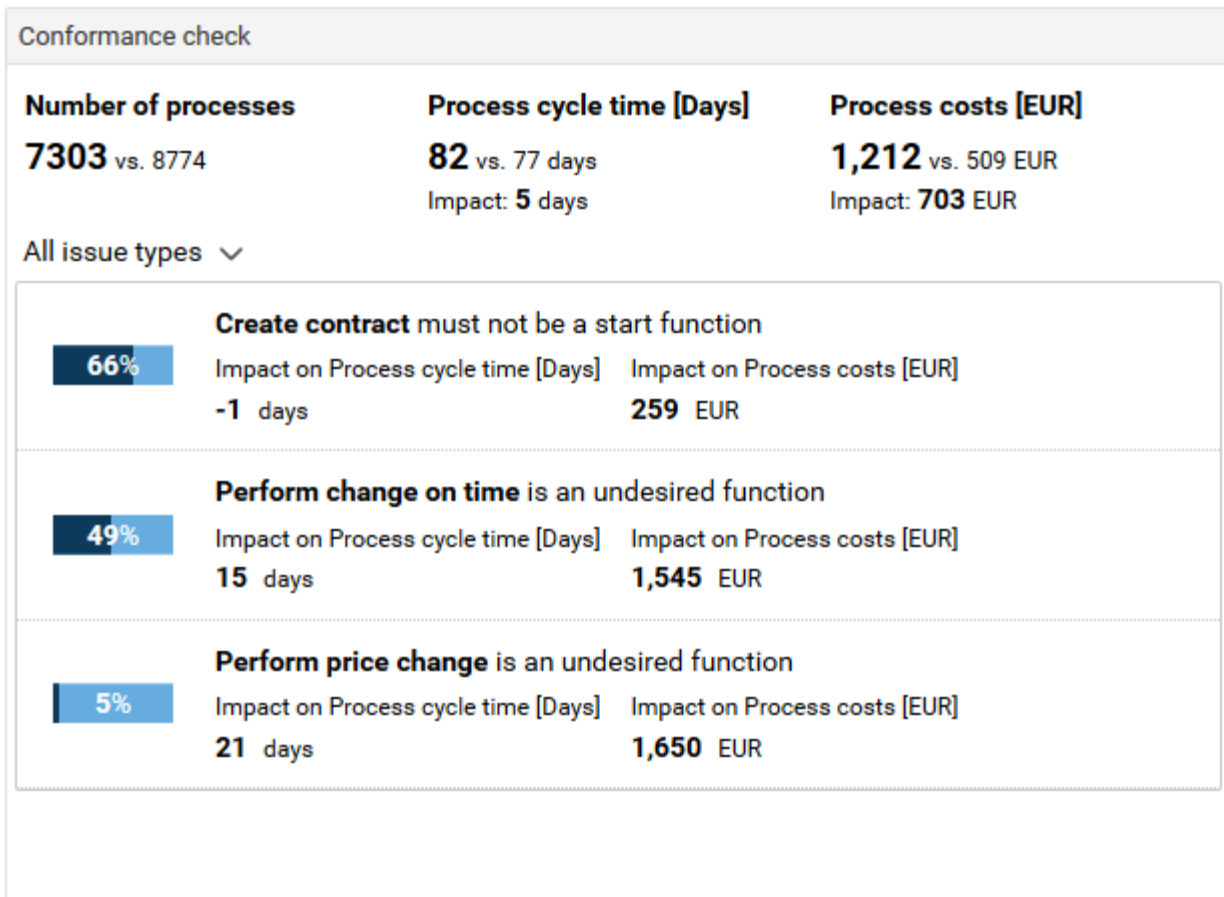 Conformance check
Number of processes Process cycle time [Days] Process costs [EUR]
7303 vs. 8774 82 vs. 77 days 1,212 vs. 509 EUR
Impact: 5 days Impact: 703 EUR
All issue types
Create contract must not be a start function
66% Impact on Process cycle time [Days] Impact on Process costs [EUR]
-1 days 259 EUR
Perform change on time is an undesired function
49% Impact on Process cycle time [Days] Impact on Process costs [EUR]
15 days 1,545 EUR
Perform price change is an undesired function
5% Impact on Process cycle time [Days] Impact on Process costs [EUR]
21 days 1,650 EUR